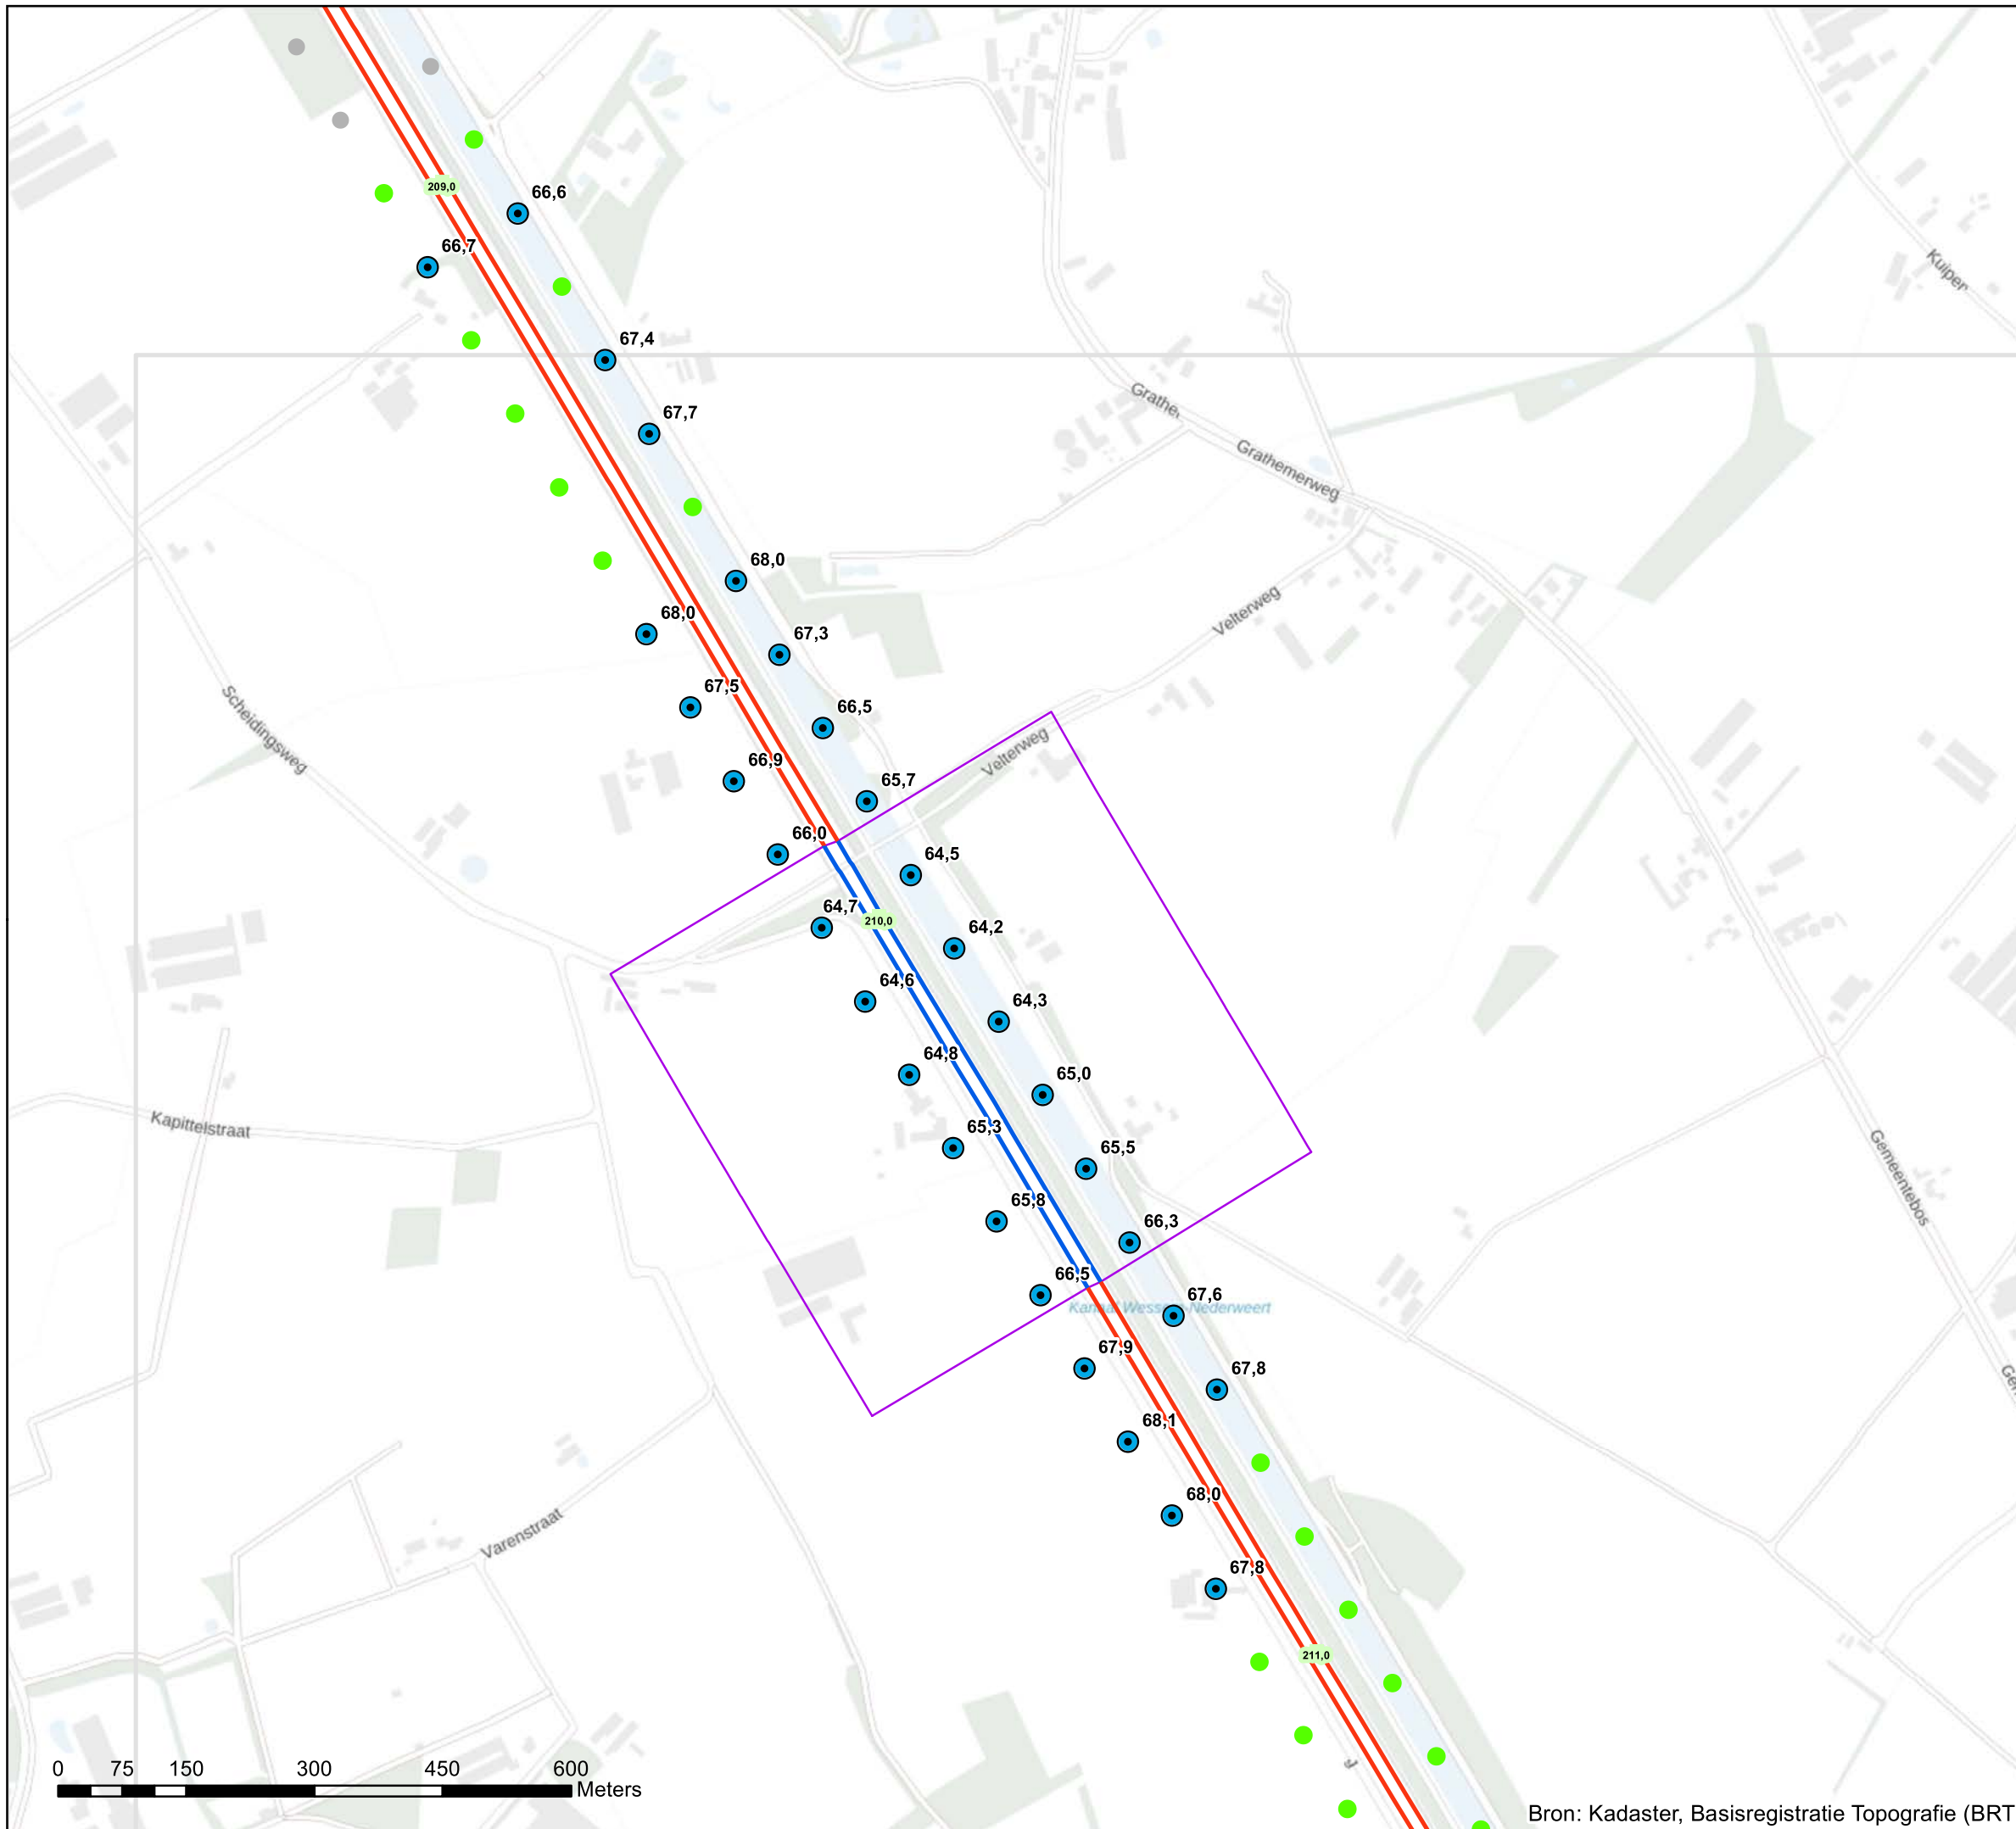 209,0
66,6
66,7
67,4
Kuiper
67,7
Grathe
Grathemerweg
68,0
Velterweg
68,0
67,3
67,5
66,5
Scheidingsweg
Velterweg
66,9
65,7
66,0
64,5
64,7
210,0
64,2
64,6
64,3
64,8
65,0
Kapittelstraat
65,3
65,5
Gemeentebos
65,8
66,3
66,5
67,6
67,9
67,8
68,1
68,0
Varenstraat
67,8
211,0
0 75 150 300 450 600
Meters
Bron: Kadaster, Basisregistratie Topografie (BRT